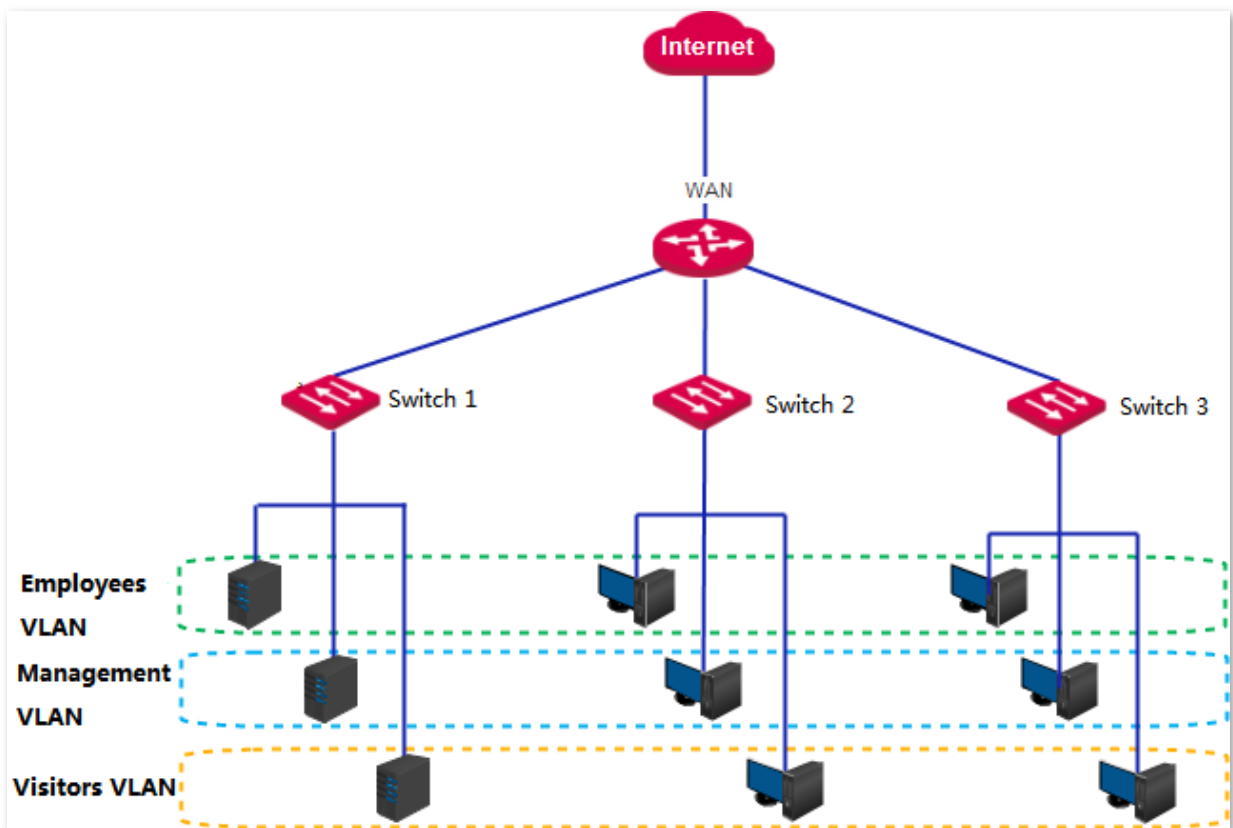 Internet
WAN
Switch 1
Switch 2
Switch 3
Employees
VLAN
Management
VLAN
Visitors VLAN